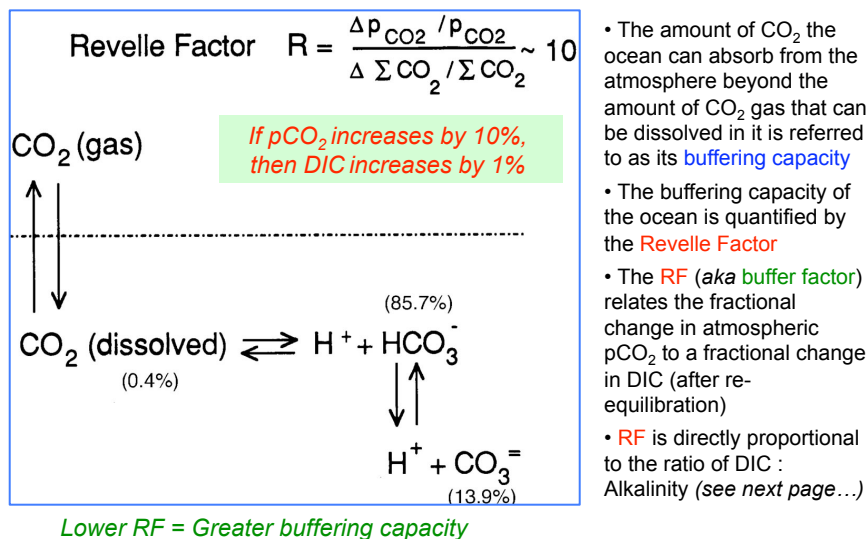 Revelle Factor R = Δp_CO2 / p_CO2 / Δ Σ CO₂ / Σ CO₂ ~ 10
If pCO₂ increases by 10%,
then DIC increases by 1%
CO₂ (gas)
(85.7%)
CO₂ (dissolved) ⇌ H⁺ + HCO₃⁻
(0.4%)
H⁺ + CO₃⁼
(13.9%)
Lower RF = Greater buffering capacity
• The amount of CO₂ the
ocean can absorb from the
atmosphere beyond the
amount of CO₂ gas that can
be dissolved in it is referred
to as its buffering capacity
• The buffering capacity of
the ocean is quantified by
the Revelle Factor
• The RF (aka buffer factor)
relates the fractional
change in atmospheric
pCO₂ to a fractional change
in DIC (after re-
equilibration)
• RF is directly proportional
to the ratio of DIC :
Alkalinity (see next page…)